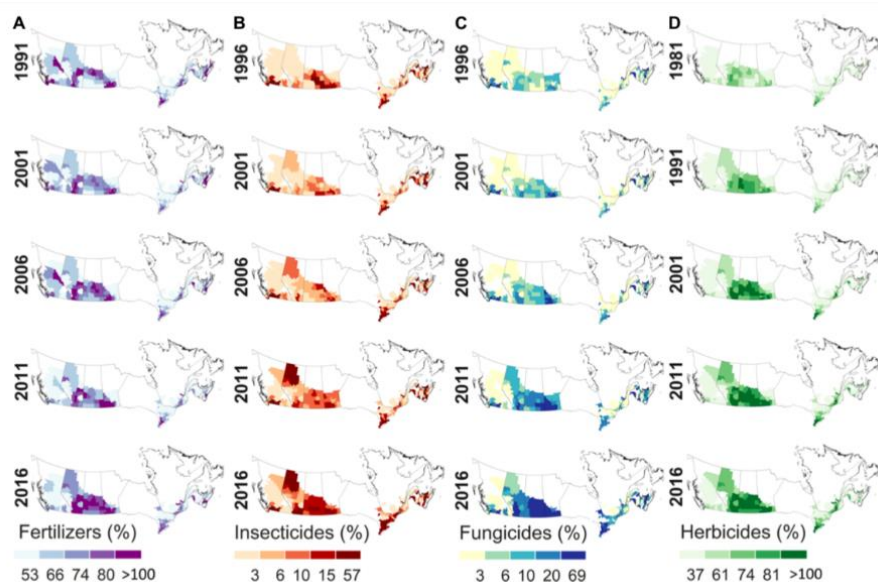 A B C D
1991 1996 1996 1981
2001 2001 2001 1991
2006 2006 2006 2001
2011 2011 2011 2011
2016 2016 2016 2016
Fertilizers (%) Insecticides (%) Fungicides (%) Herbicides (%)
53 66 74 80 >100 3 6 10 15 57 3 6 10 20 69 37 61 74 81 >100